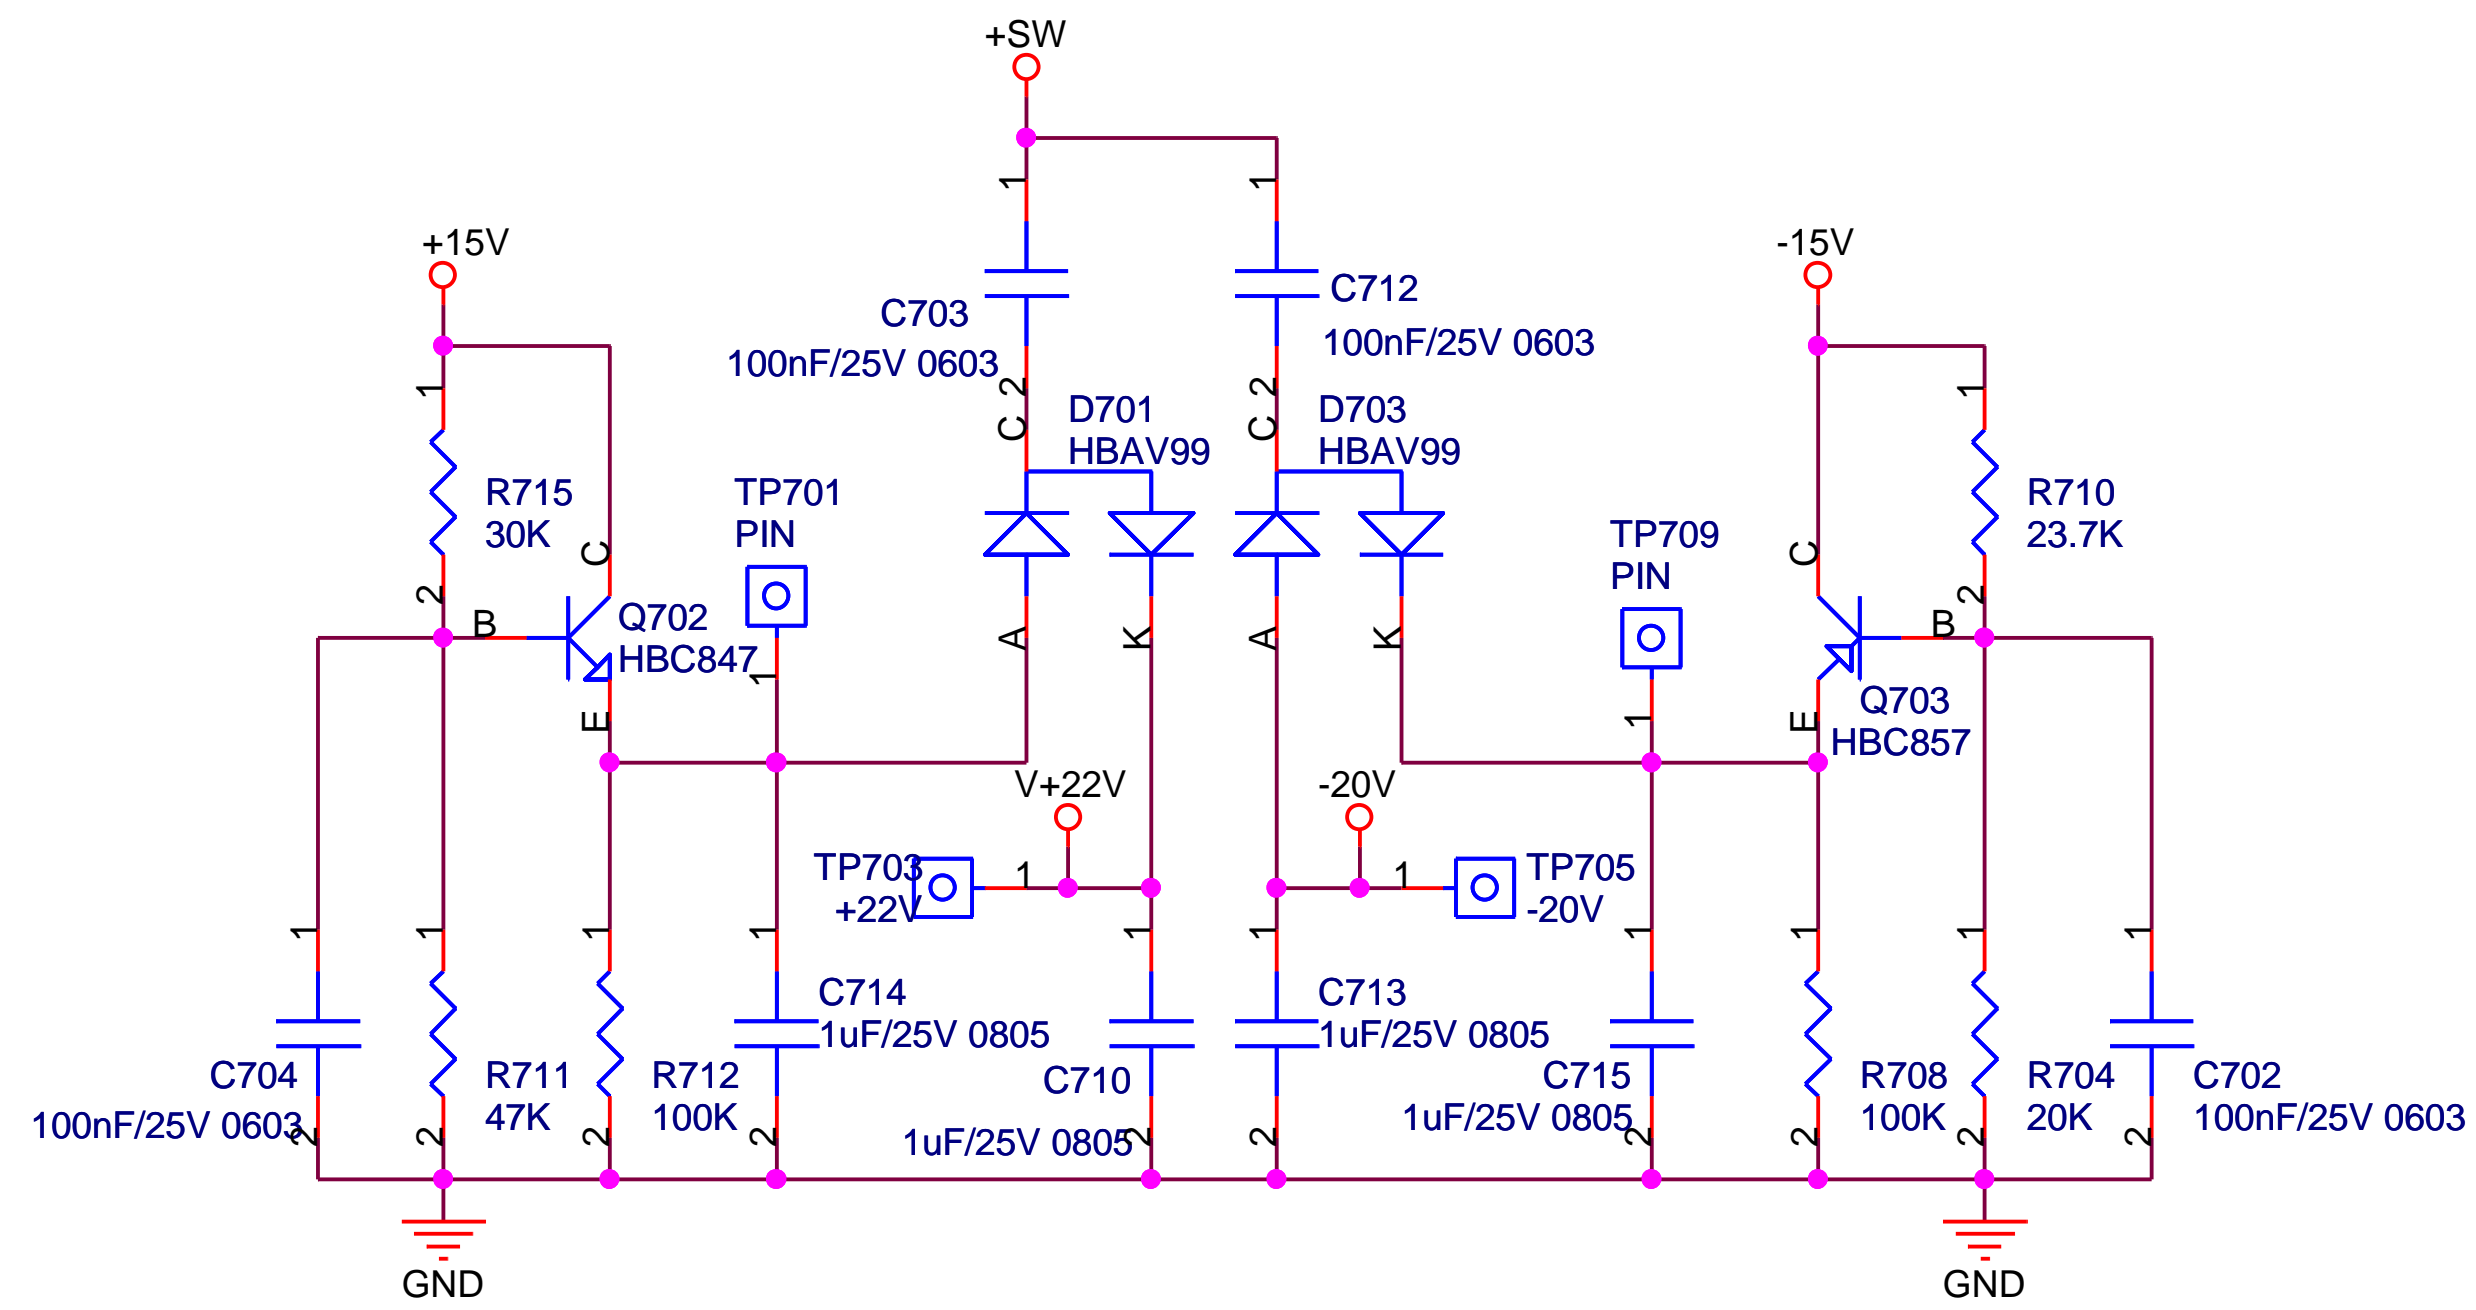 +SW
1
1
+15V
-15V
C712
C703
100nF/25V 0603
100nF/25V 0603
1
2
2
1
C
C
D701
HBAV99
D703
HBAV99
R715
30K
TP701
PIN
R710
23.7K
TP709
PIN
C
C
2
2
B
Q702
HBC847
A
K
A
K
B
1
E
1
E
Q703
HBC857
V+22V
-20V
TP703
+22V
1
1
TP705
-20V
1
1
1
1
1
1
1
1
1
1
C714
1uF/25V 0805
C713
1uF/25V 0805
C704
100nF/25V 0603
R711
47K
R712
100K
C710
1uF/25V 0805
C715
1uF/25V 0805
R708
100K
R704
20K
C702
100nF/25V 0603
2
2
2
2
2
2
2
2
2
2
GND
GND